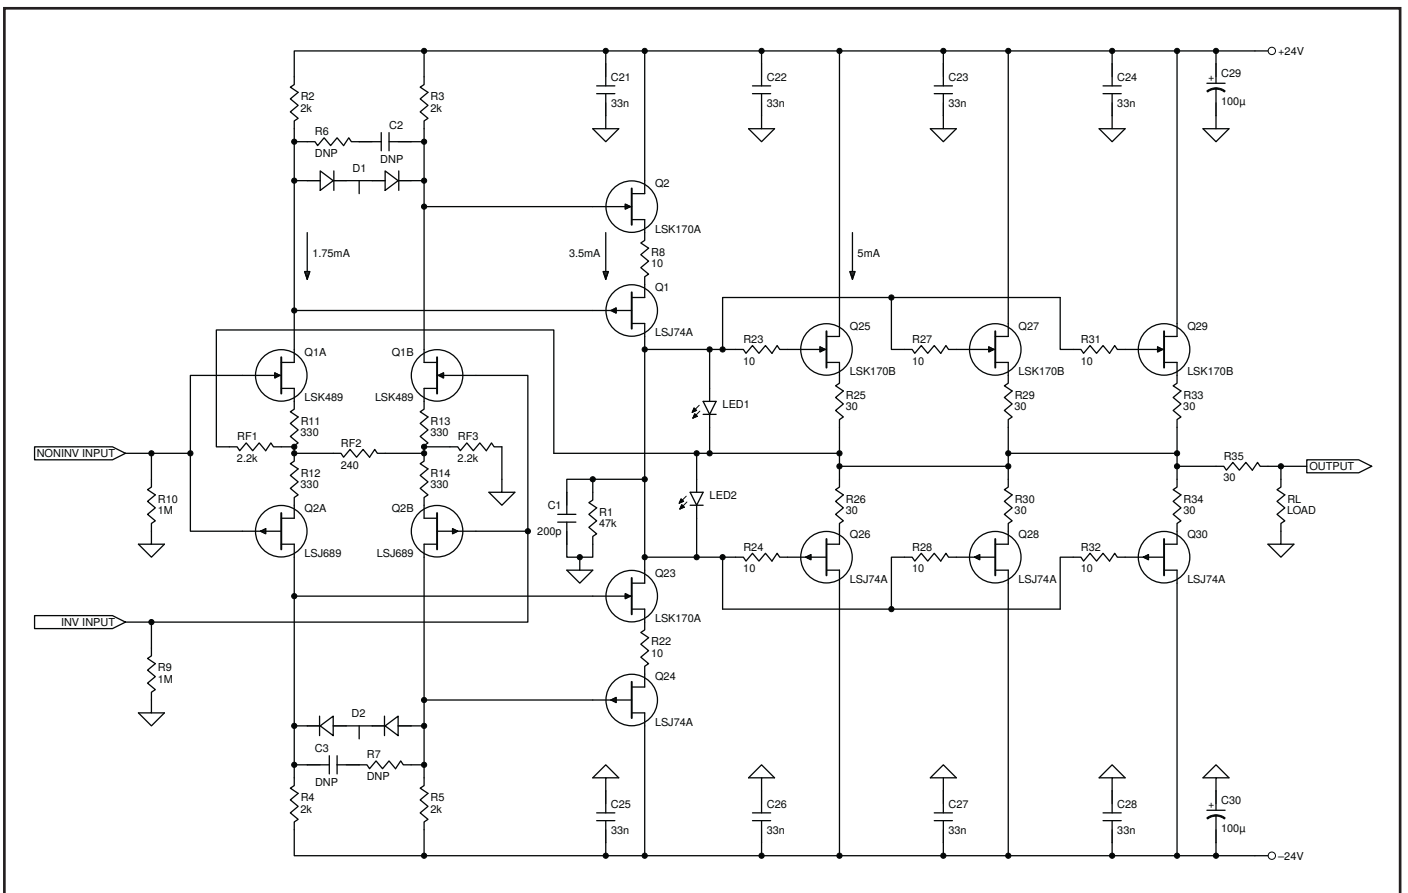 +24V
R2
2k
R3
2k
C21
33n
C22
33n
C23
33n
C24
33n
C29
+
100µ
R6
DNP
C2
DNP
D1
Q2
LSK170A
1.75mA
3.5mA
R8
10
5mA
Q1
LSJ74A
Q1A
LSK489
Q1B
LSK489
R23
10
Q25
LSK170B
R27
10
Q27
LSK170B
R31
10
Q29
LSK170B
R25
30
R29
30
R33
30
LED1
R11
330
R13
330
RF1
2.2k
RF2
240
RF3
2.2k
NONINV INPUT
R12
330
R14
330
R10
1M
Q2A
LSJ689
Q2B
LSJ689
C1
200p
R1
47k
LED2
R26
30
R30
30
R34
30
R35
30
OUTPUT
RL
LOAD
R24
10
Q26
LSJ74A
R28
10
Q28
LSJ74A
R32
10
Q30
LSJ74A
Q23
LSK170A
INV INPUT
R9
1M
R22
10
Q24
LSJ74A
D2
C3
DNP
R7
DNP
R4
2k
R5
2k
C25
33n
C26
33n
C27
33n
C28
33n
C30
+
100µ
–24V